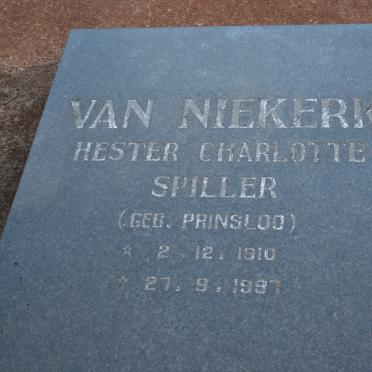 VAN NIEKERK
HESTER CHARLOTTE
SPILLER
(GEB. PRINSLOO)
* 2. 12. 1910
† 27. 9. 1987